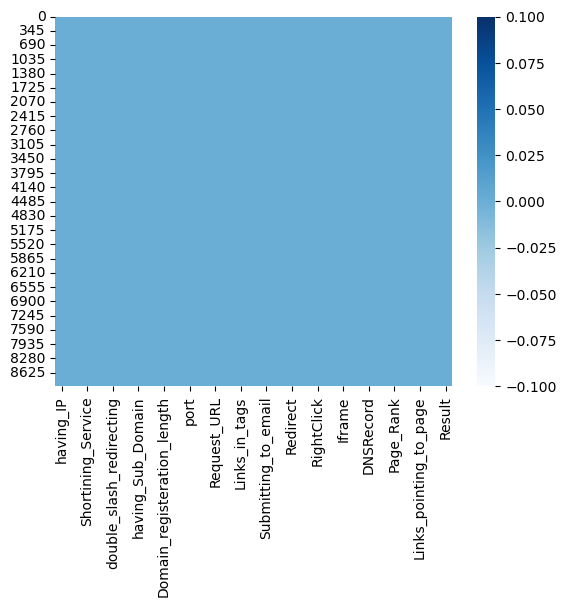 0
345
690
1035
1380
1725
2070
2415
2760
3105
3450
3795
4140
4485
4830
5175
5520
5865
6210
6555
6900
7245
7590
7935
8280
8625
having_IP
Shortining_Service
double_slash_redirecting
having_Sub_Domain
Domain_registeration_length
port
Request_URL
Links_in_tags
Submitting_to_email
Redirect
RightClick
Iframe
DNSRecord
Page_Rank
Links_pointing_to_page
Result
0.100
0.075
0.050
0.025
0.000
−0.025
−0.050
−0.075
−0.100